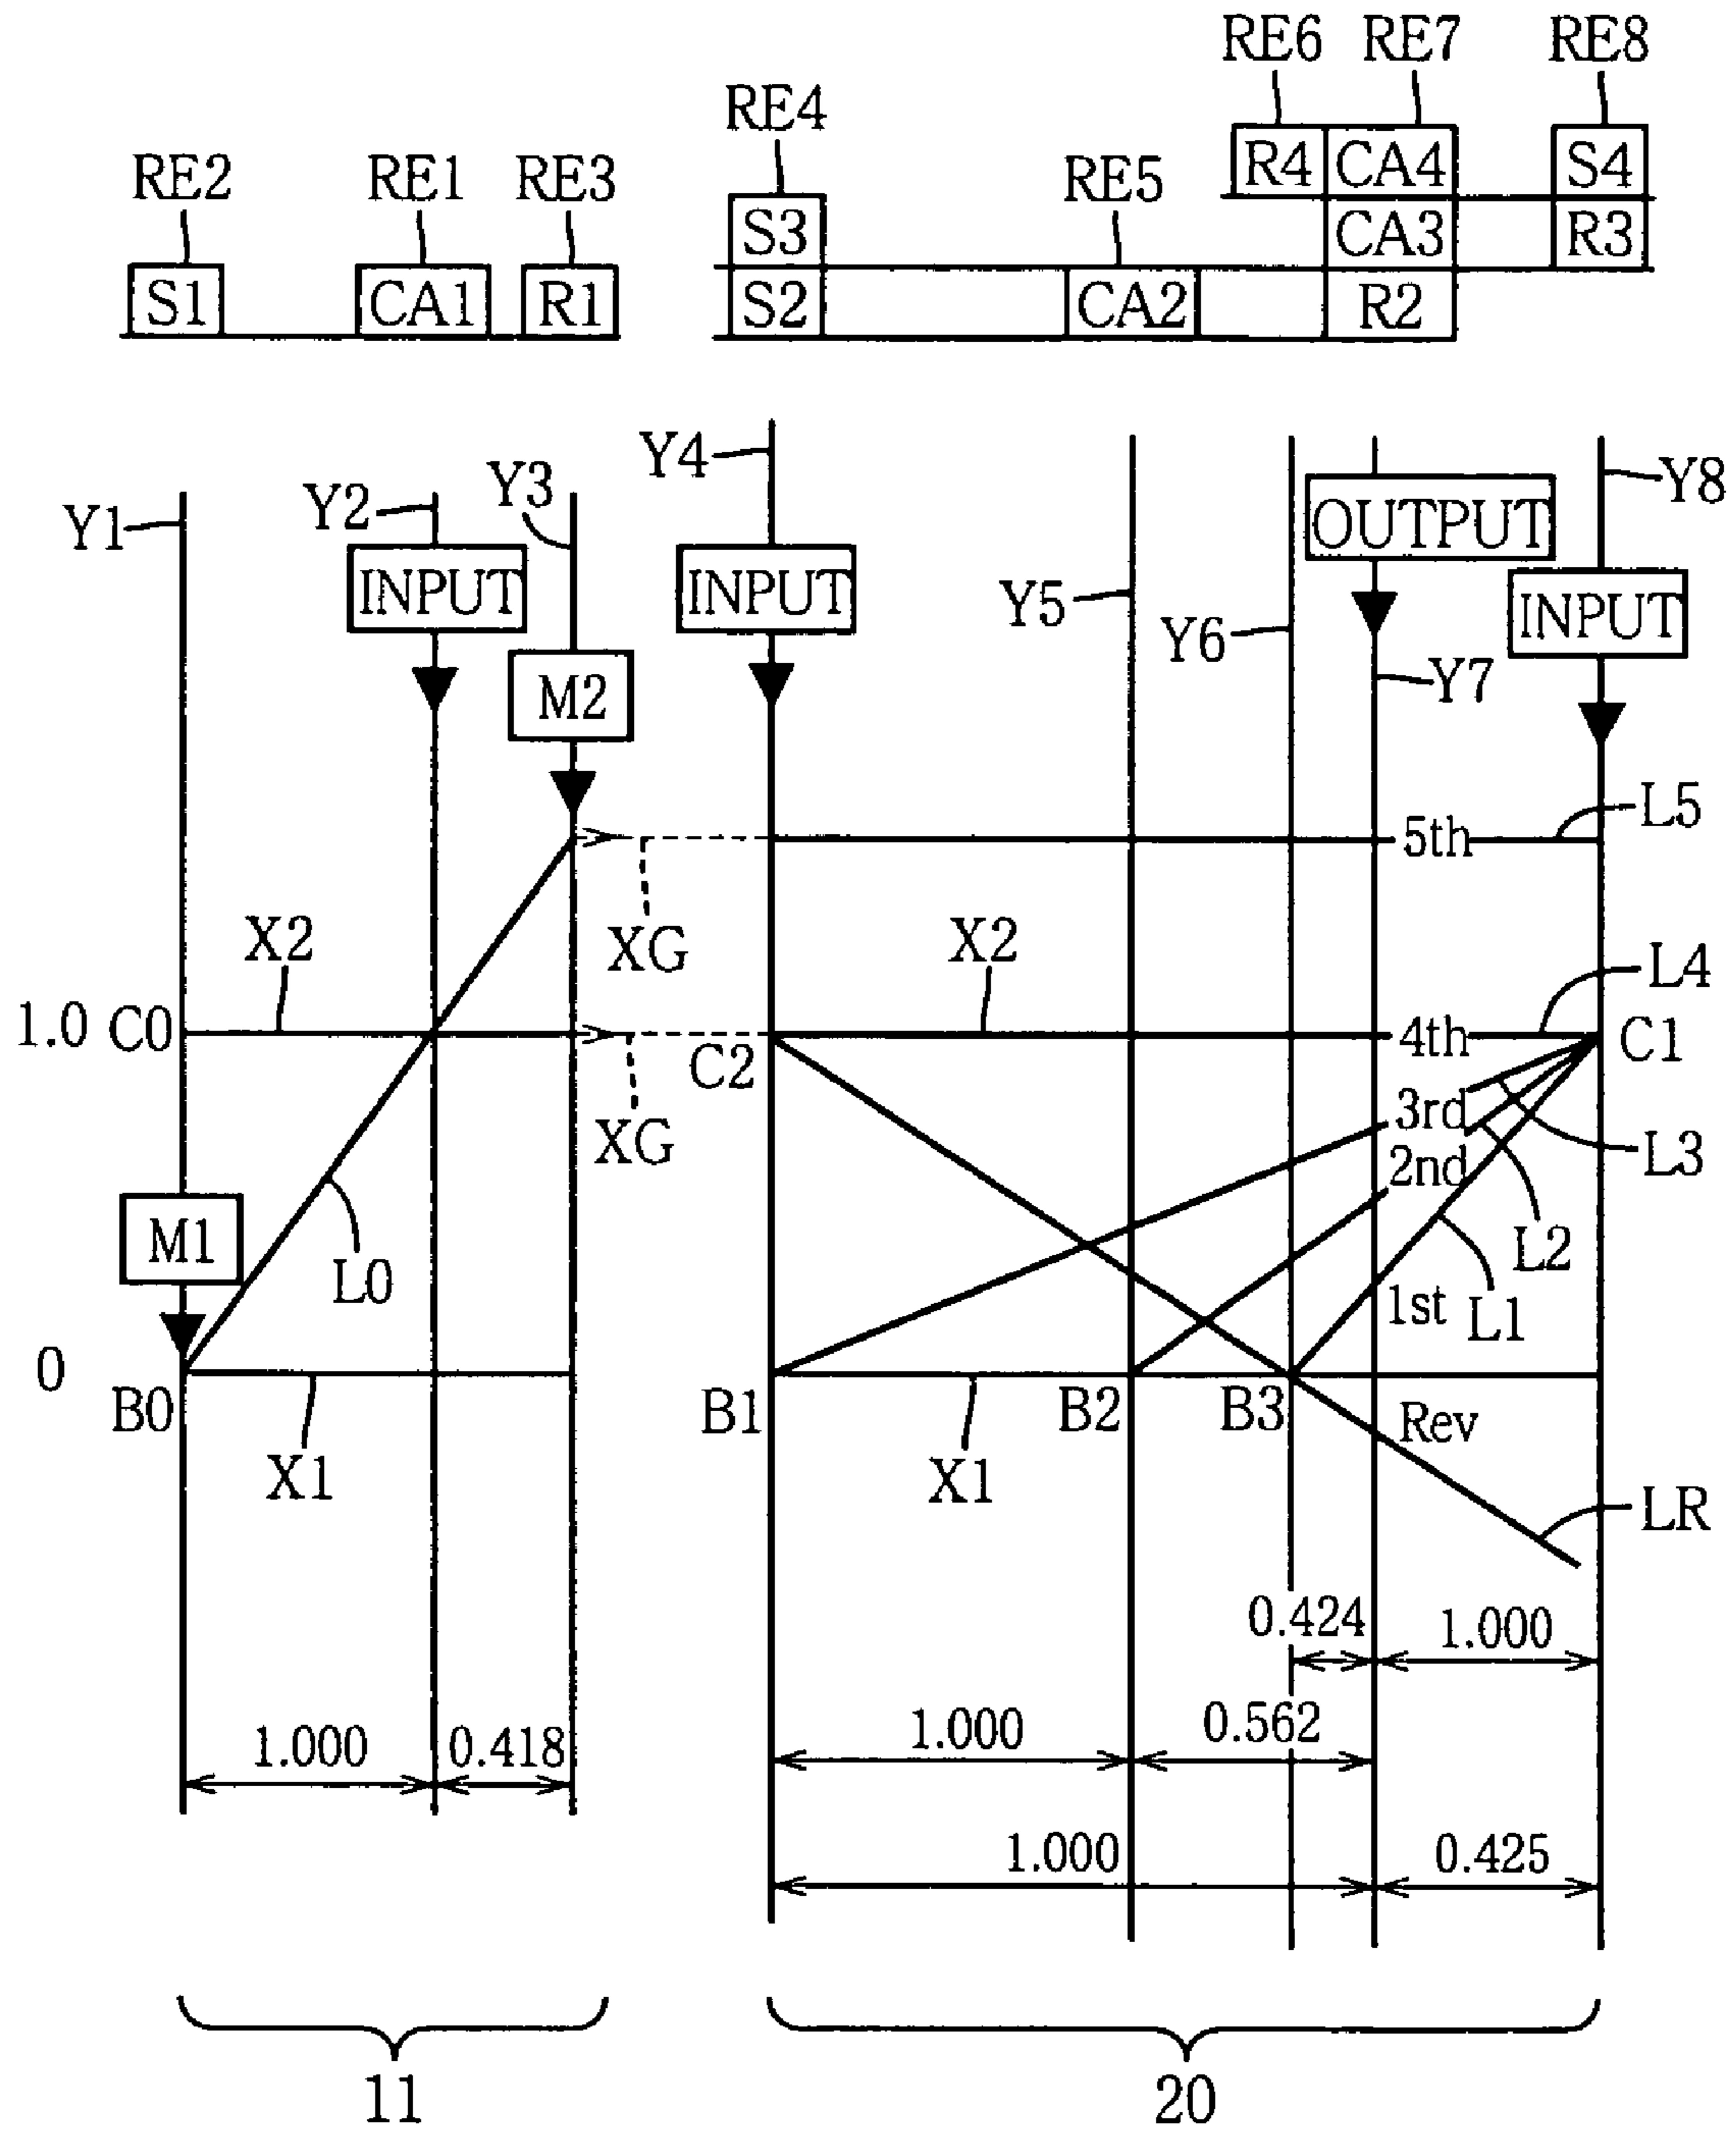 RE6 RE7 RE8
RE4
RE2 RE1 RE3 RE5
R4 CA4 S4
S3 CA3 R3
S1 CA1 R1 S2 CA2 R2
Y4
Y1 Y2 Y3 Y8
OUTPUT
INPUT INPUT Y5 INPUT
Y6
M2 Y7
L5
5th
X2 XG X2 L4
1.0 C0 4th C1
C2
XG 3rd
2nd L3
M1
L0 L2
1st L1
0
B0 B1 B2 B3 Rev
X1 X1
LR
0.424 1.000
1.000 0.418 1.000 0.562
1.000 0.425
11 20